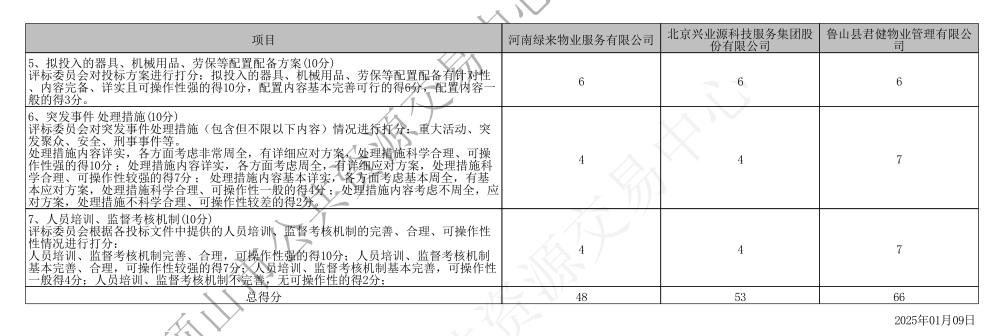 项目 河南绿来物业服务有限公司 北京兴业源科技服务集团股份有限公司 鲁山县君健物业管理有限公司
5、拟投入的器具、机械用品、劳保等配置配备方案(10分)
评标委员会对投标方案进行打分：拟投入的器具、机械用品、劳保等配置配备有针对性
、内容完备、详实且可操作性强的得10分，配置内容基本完善可行的得6分，配置内容一
般的得3分。
6 6 6
6、突发事件 处理措施(10分)
评标委员会对突发事件处理措施（包含但不限以下内容）情况进行打分：重大活动、突
发聚众、安全、刑事事件等。
处理措施内容详实，各方面考虑非常周全，有详细应对方案，处理措施科学合理、可操
作性强的得10分；处理措施内容详实，各方面考虑周全，有详细应对方案，处理措施科
学合理、可操作性较强的得7分； 处理措施内容基本详实，各方面考虑基本周全，有基
本应对方案，处理措施科学合理、可操作性一般的得4分；处理措施内容考虑不周全，应
对方案，处理措施不科学合理、可操作性较差的得2分。
4 4 7
7、人员培训、监督考核机制(10分)
评标委员会根据各投标文件中提供的人员培训、监督考核机制的完善、合理、可操作性
性情况进行打分：
人员培训、监督考核机制完善、合理，可操作性强的得10分；人员培训、监督考核机制
基本完善、合理，可操作性较强的得7分；人员培训、监督考核机制基本完善，可操作性
一般得4分；人员培训、监督考核机制不完善，无可操作性的得2分；
4 4 7
总得分 48 53 66
2025年01月09日
平顶山市公共资源交易中心
共资源交易中心